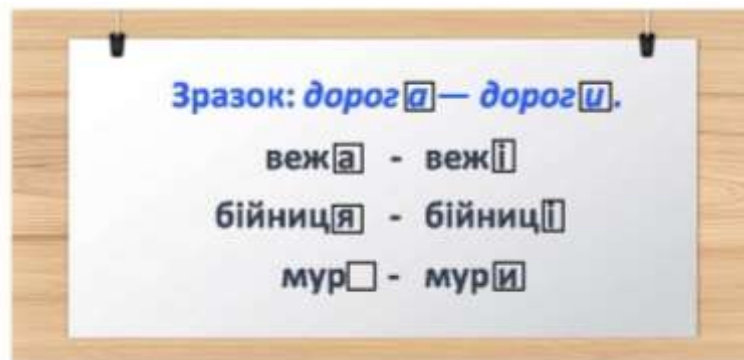 Зразок: дорога — дороги.
вежа - вежі
бійниця - бійниці
мур□ - мури